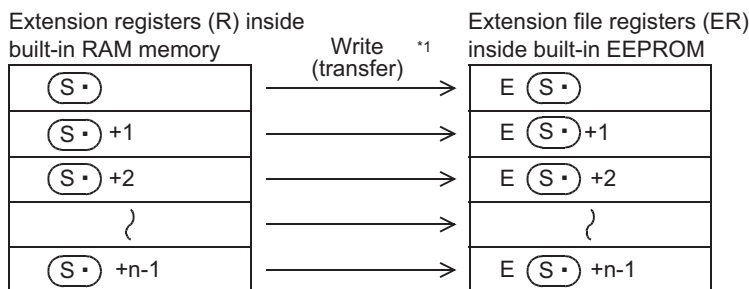 Extension registers (R) inside
built-in RAM memory
Write *1
(transfer)
Extension file registers (ER)
inside built-in EEPROM
S· E S·
S· +1 E S· +1
S· +2 E S· +2
S· +n-1 E S· +n-1